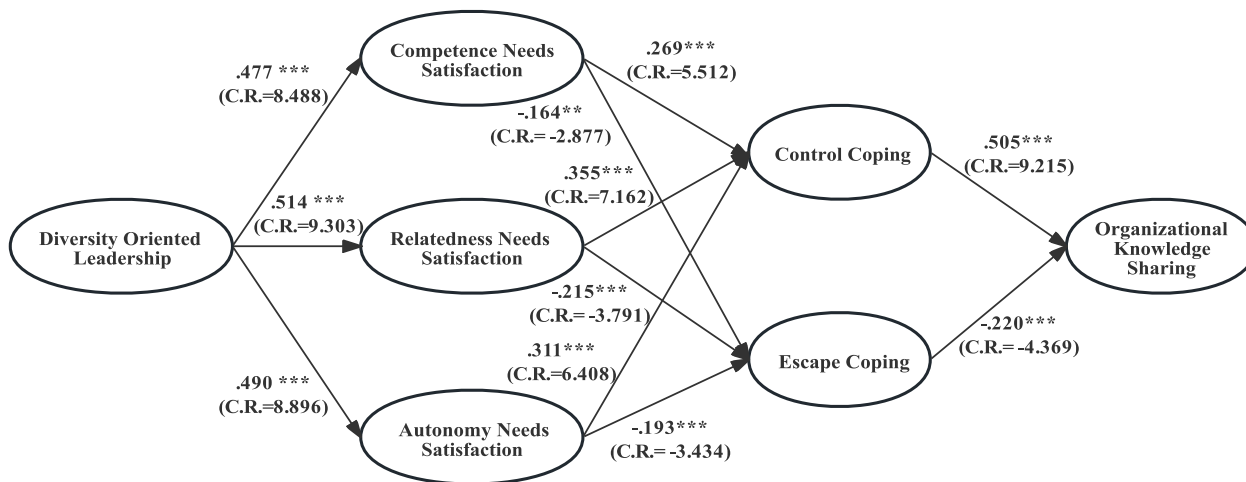 Competence Needs
Satisfaction
.477 ***
(C.R.=8.488)
.269***
(C.R.=5.512)
-.164**
(C.R.= -2.877)
Control Coping
.505***
(C.R.=9.215)
.355***
(C.R.=7.162)
.514 ***
(C.R.=9.303)
Diversity Oriented
Leadership
Relatedness Needs
Satisfaction
Organizational
Knowledge
Sharing
-.215***
(C.R.= -3.791)
-.220***
(C.R.= -4.369)
.311***
(C.R.=6.408)
Escape Coping
.490 ***
(C.R.=8.896)
Autonomy Needs
Satisfaction
-.193***
(C.R.= -3.434)